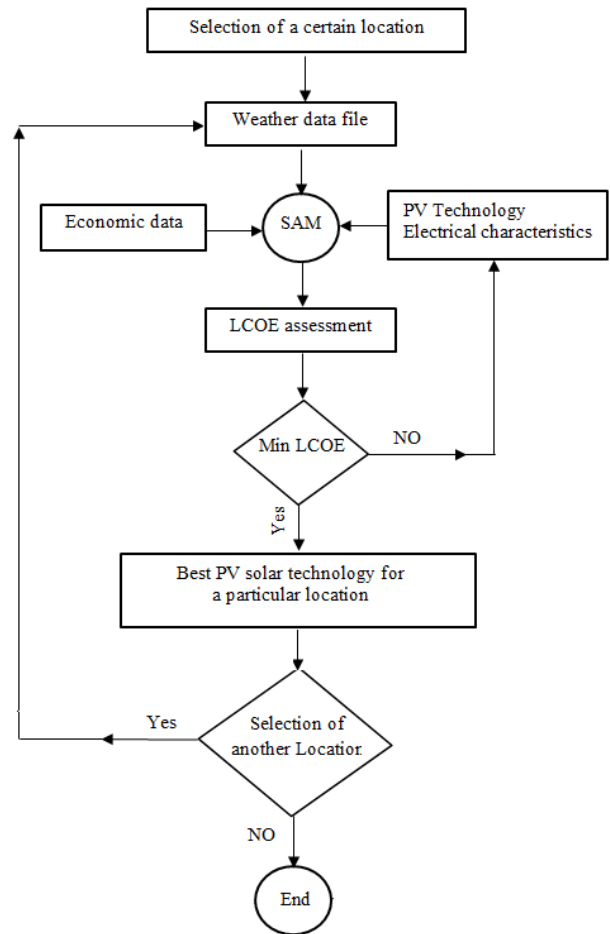 Selection of a certain location
Weather data file
Economic data
SAM
PV Technology
Electrical characteristics
LCOE assessment
Min LCOE
NO
Yes
Best PV solar technology for
a particular location
Yes
Selection of
another Location
NO
End